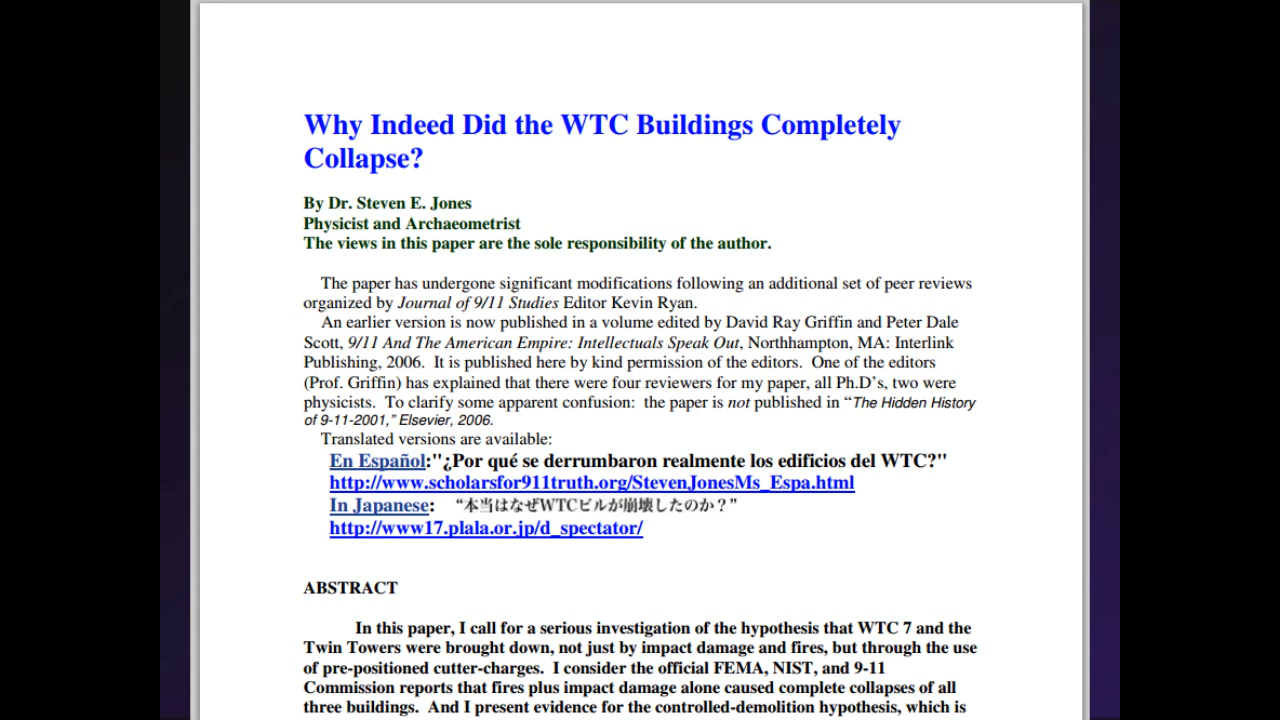 Why Indeed Did the WTC Buildings Completely
Collapse?
By Dr. Steven E. Jones
Physicist and Archaeometrist
The views in this paper are the sole responsibility of the author.
The paper has undergone significant modifications following an additional set of peer reviews
organized by Journal of 9/11 Studies Editor Kevin Ryan.
An earlier version is now published in a volume edited by David Ray Griffin and Peter Dale
Scott, 9/11 And The American Empire: Intellectuals Speak Out, Northhampton, MA: Interlink
Publishing, 2006.  It is published here by kind permission of the editors.  One of the editors
(Prof. Griffin) has explained that there were four reviewers for my paper, all Ph.D’s, two were
physicists.  To clarify some apparent confusion:  the paper is not published in “The Hidden History
of 9-11-2001,” Elsevier, 2006.
Translated versions are available:
En Español:"¿Por qué se derrumbaron realmente los edificios del WTC?"
http://www.scholarsfor911truth.org/StevenJonesMs_Espa.html
In Japanese:   “本当はなぜWTCビルが崩壊したのか？”
http://www17.plala.or.jp/d_spectator/
ABSTRACT
In this paper, I call for a serious investigation of the hypothesis that WTC 7 and the
Twin Towers were brought down, not just by impact damage and fires, but through the use
of pre-positioned cutter-charges.  I consider the official FEMA, NIST, and 9-11
Commission reports that fires plus impact damage alone caused complete collapses of all
three buildings.  And I present evidence for the controlled-demolition hypothesis, which is